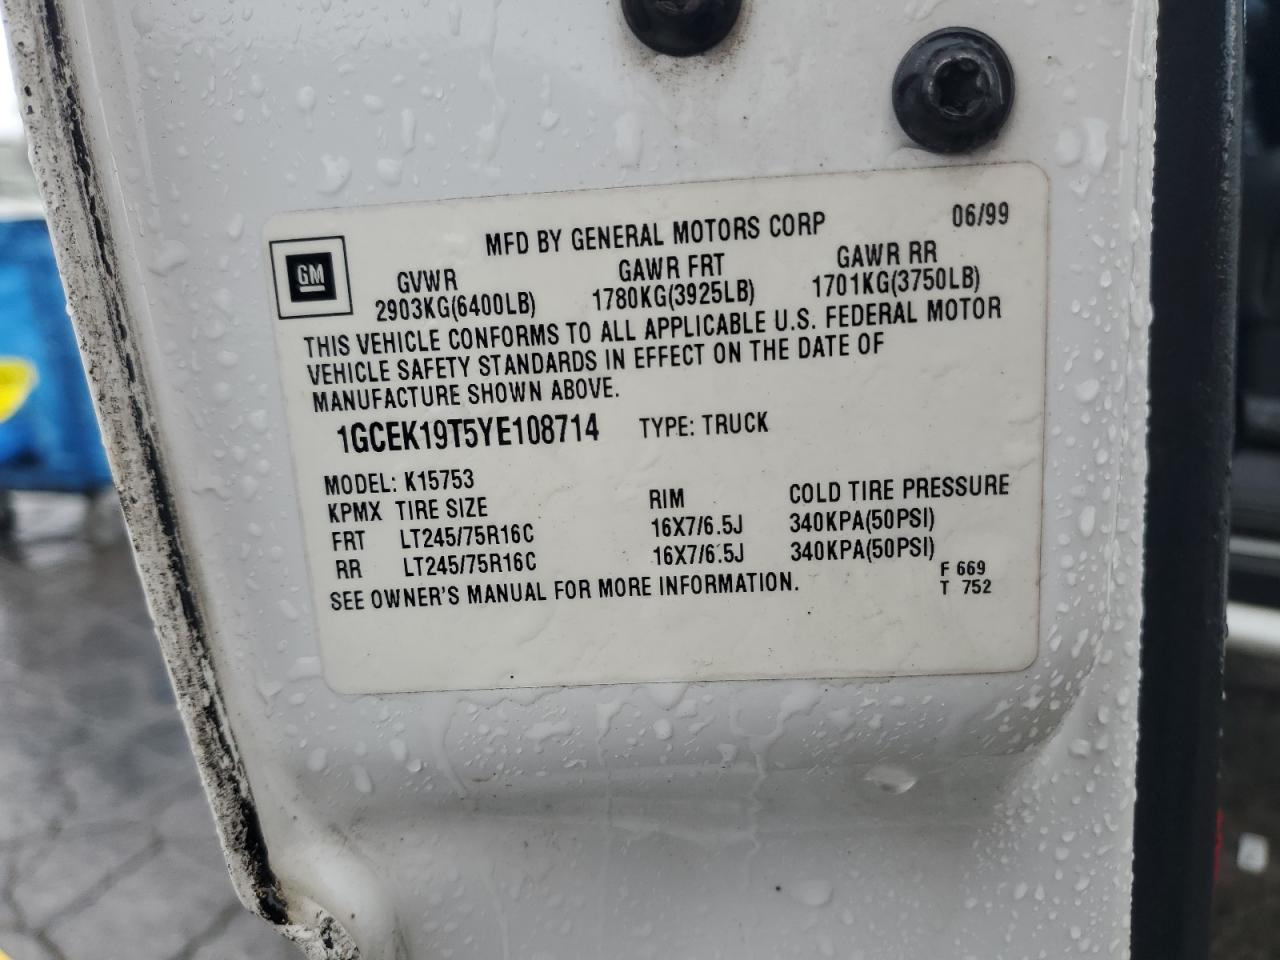 MFD BY GENERAL MOTORS CORP 06/99
GM
GVWR GAWR FRT GAWR RR
2903KG(6400LB) 1780KG(3925LB) 1701KG(3750LB)
THIS VEHICLE CONFORMS TO ALL APPLICABLE U.S. FEDERAL MOTOR
VEHICLE SAFETY STANDARDS IN EFFECT ON THE DATE OF
MANUFACTURE SHOWN ABOVE.
1GCEK19T5YE108714 TYPE: TRUCK
MODEL: K15753
KPMX TIRE SIZE RIM COLD TIRE PRESSURE
FRT LT245/75R16C 16X7/6.5J 340KPA(50PSI)
RR LT245/75R16C 16X7/6.5J 340KPA(50PSI)
SEE OWNER'S MANUAL FOR MORE INFORMATION.
F 669
T 752